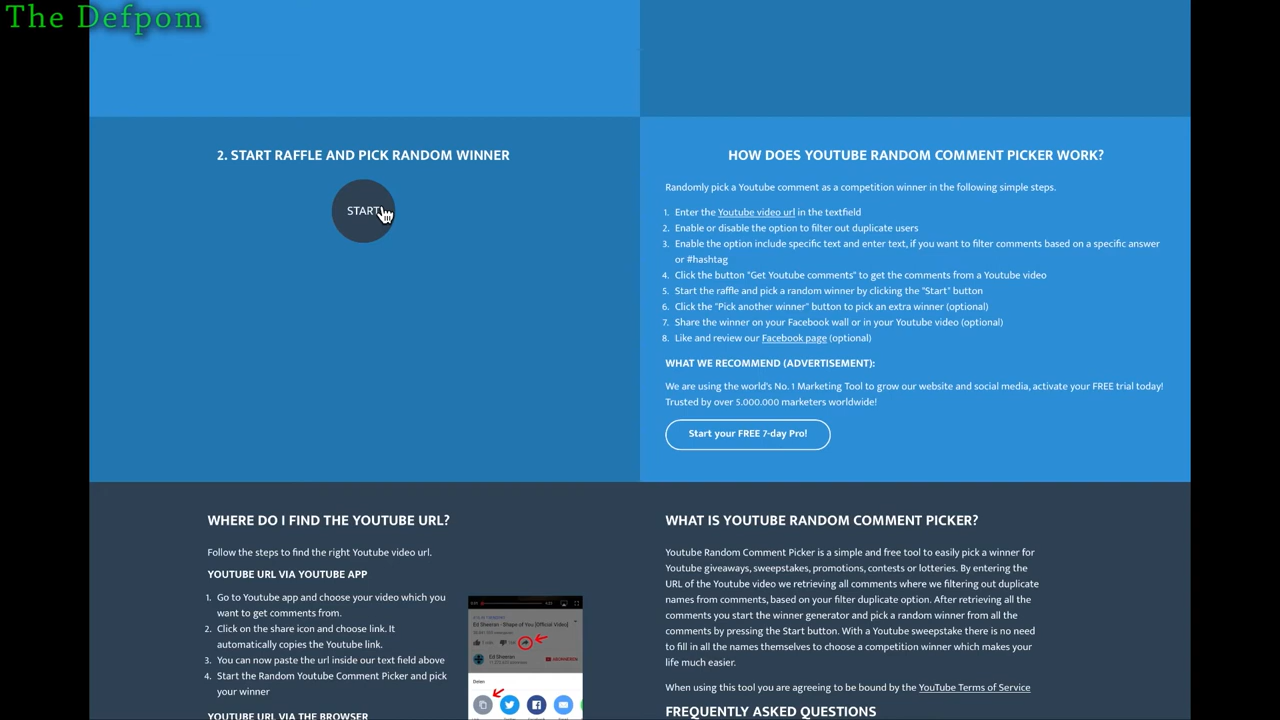 The Defpom
2. START RAFFLE AND PICK RANDOM WINNER
START
HOW DOES YOUTUBE RANDOM COMMENT PICKER WORK?
Randomly pick a Youtube comment as a competition winner in the following simple steps.
1. Enter the Youtube video url in the textfield
2. Enable or disable the option to filter out duplicate users
3. Enable the option include specific text and enter text, if you want to filter comments based on a specific answer
or #hashtag
4. Click the button "Get Youtube comments" to get the comments from a Youtube video
5. Start the raffle and pick a random winner by clicking the "Start" button
6. Click the "Pick another winner" button to pick an extra winner (optional)
7. Share the winner on your Facebook wall or in your Youtube video (optional)
8. Like and review our Facebook page (optional)
WHAT WE RECOMMEND (ADVERTISEMENT):
We are using the world's No. 1 Marketing Tool to grow our website and social media, activate your FREE trial today!
Trusted by over 5.000.000 marketers worldwide!
Start your FREE 7-day Pro!
WHERE DO I FIND THE YOUTUBE URL?
Follow the steps to find the right Youtube video url.
YOUTUBE URL VIA YOUTUBE APP
1. Go to Youtube app and choose your video which you
want to get comments from.
2. Click on the share icon and choose link. It
automatically copies the Youtube link.
3. You can now paste the url inside our text field above
4. Start the Random Youtube Comment Picker and pick
your winner
YOUTUBE URL VIA THE BROWSER
Ed Sheeran - Shape of You [Official Video]
Ed Sheeran
Delen
WHAT IS YOUTUBE RANDOM COMMENT PICKER?
Youtube Random Comment Picker is a simple and free tool to easily pick a winner for
Youtube giveaways, sweepstakes, promotions, contests or lotteries. By entering the
URL of the Youtube video we retrieving all comments where we filtering out duplicate
names from comments, based on your filter duplicate option. After retrieving all the
comments you start the winner generator and pick a random winner from all the
comments by pressing the Start button. With a Youtube sweepstake there is no need
to fill in all the names themselves to choose a competition winner which makes your
life much easier.
When using this tool you are agreeing to be bound by the YouTube Terms of Service
FREQUENTLY ASKED QUESTIONS